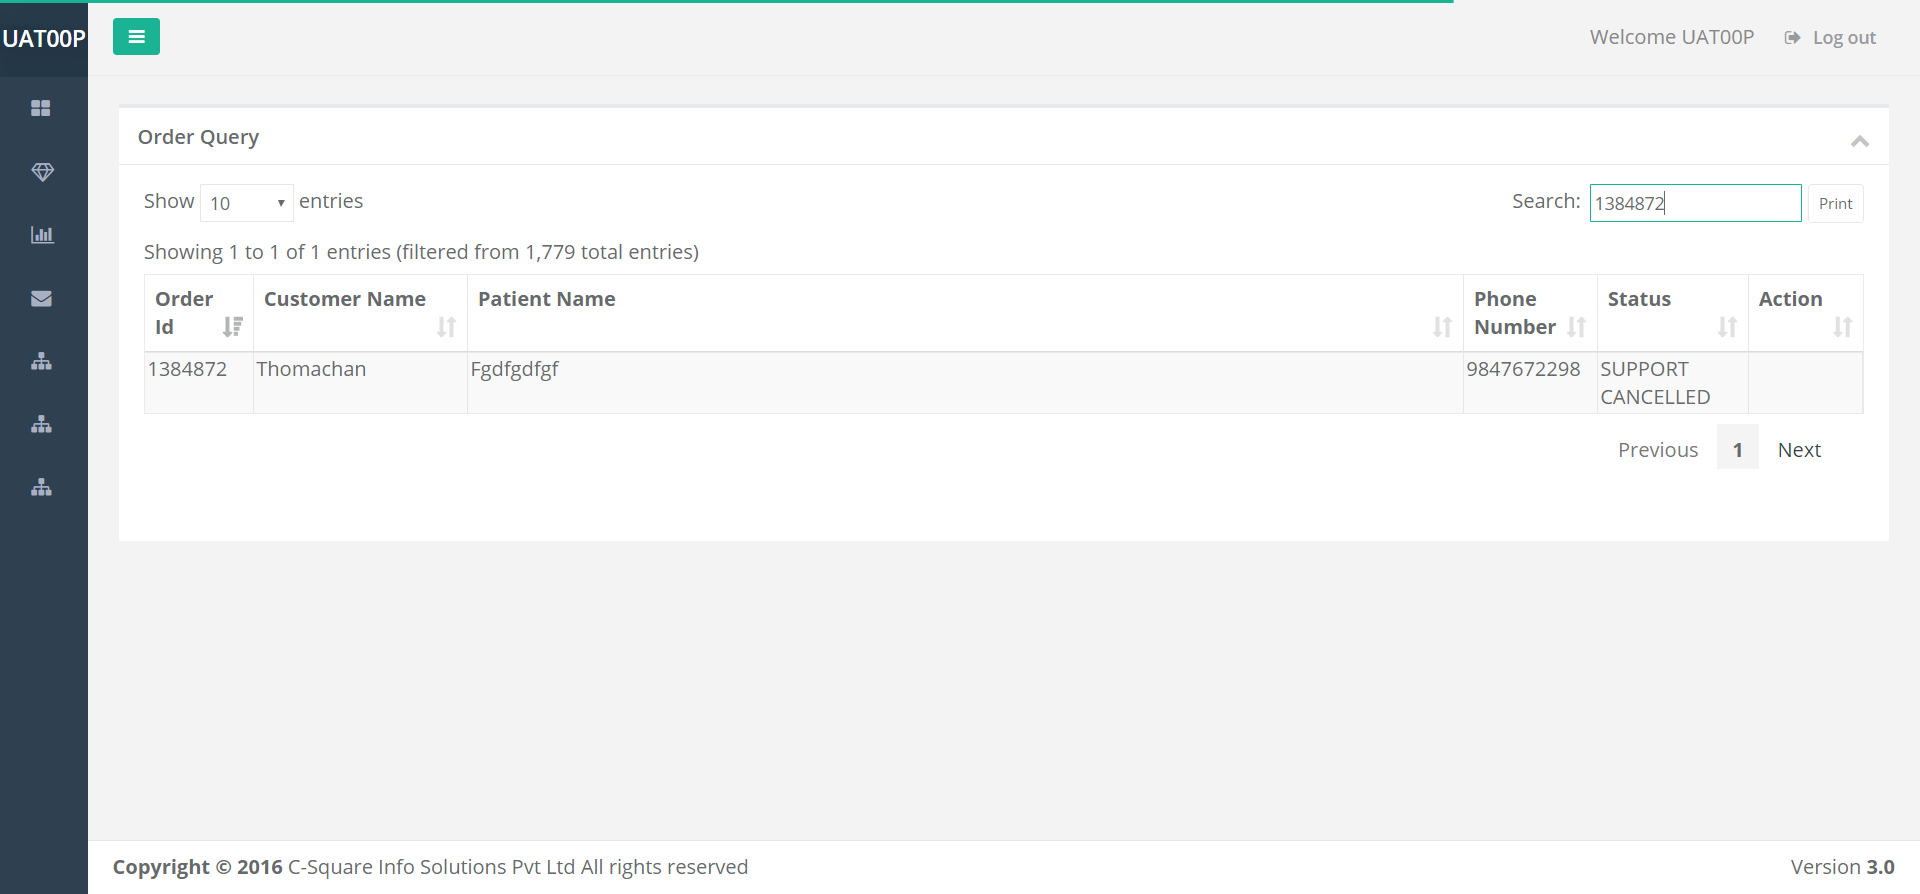 UAT00P
Welcome UAT00P
Log out
Order Query
Show 10 entries
Search: 1384872
Print
Showing 1 to 1 of 1 entries (filtered from 1,779 total entries)
Order Id
Customer Name
Patient Name
Phone Number
Status
Action
1384872
Thomachan
Fgdfgdfgf
9847672298
SUPPORT CANCELLED
Previous 1 Next
Copyright © 2016 C-Square Info Solutions Pvt Ltd All rights reserved
Version 3.0